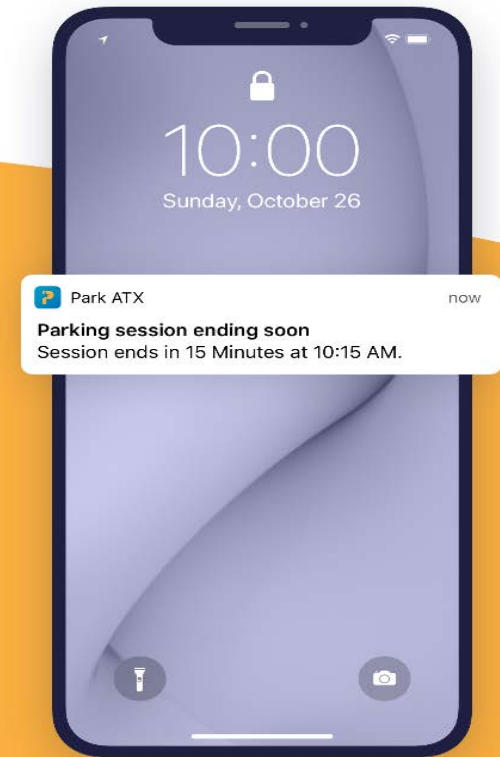 10:00
Sunday, October 26
Park ATX now
Parking session ending soon
Session ends in 15 Minutes at 10:15 AM.